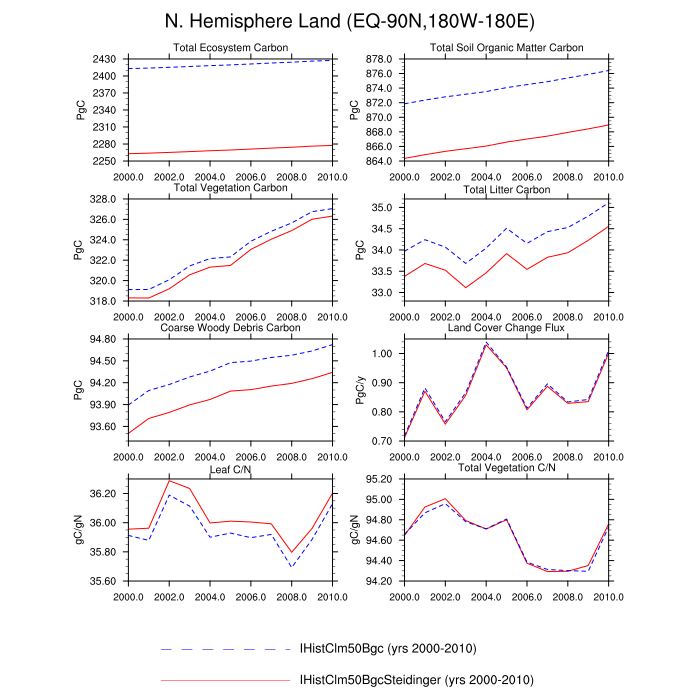 N. Hemisphere Land (EQ-90N,180W-180E)
Total Ecosystem Carbon
Total Soil Organic Matter Carbon
2430
2400
2370
2340
2310
2280
2250
PgC
2000.0 2002.0 2004.0 2006.0 2008.0 2010.0
878.0
876.0
874.0
872.0
870.0
868.0
866.0
864.0
PgC
2000.0 2002.0 2004.0 2006.0 2008.0 2010.0
Total Vegetation Carbon
Total Litter Carbon
328.0
326.0
324.0
322.0
320.0
318.0
PgC
2000.0 2002.0 2004.0 2006.0 2008.0 2010.0
35.0
34.5
34.0
33.5
33.0
PgC
2000.0 2002.0 2004.0 2006.0 2008.0 2010.0
Coarse Woody Debris Carbon
Land Cover Change Flux
94.80
94.50
94.20
93.90
93.60
PgC
2000.0 2002.0 2004.0 2006.0 2008.0 2010.0
1.00
0.90
0.80
0.70
PgC/y
2000.0 2002.0 2004.0 2006.0 2008.0 2010.0
Leaf C/N
Total Vegetation C/N
36.20
36.00
35.80
35.60
gC/gN
2000.0 2002.0 2004.0 2006.0 2008.0 2010.0
95.20
95.00
94.80
94.60
94.40
94.20
gC/gN
2000.0 2002.0 2004.0 2006.0 2008.0 2010.0
IHistClm50Bgc (yrs 2000-2010)
IHistClm50BgcSteidinger (yrs 2000-2010)